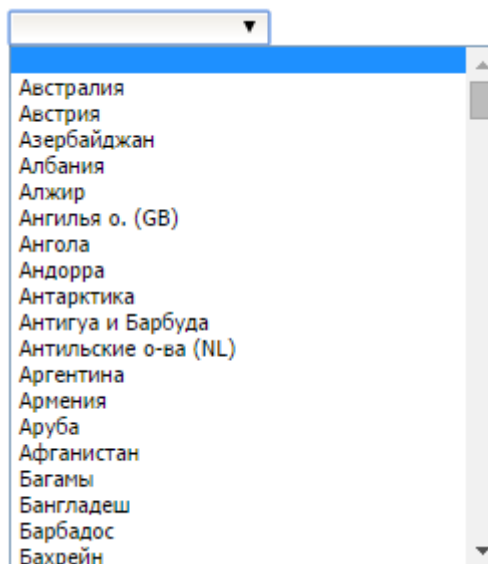 Австралия
Австрия
Азербайджан
Албания
Алжир
Ангилья о. (GB)
Ангола
Андорра
Антарктика
Антигуа и Барбуда
Антильские о-ва (NL)
Аргентина
Армения
Аруба
Афганистан
Багамы
Бангладеш
Барбадос
Бахрейн